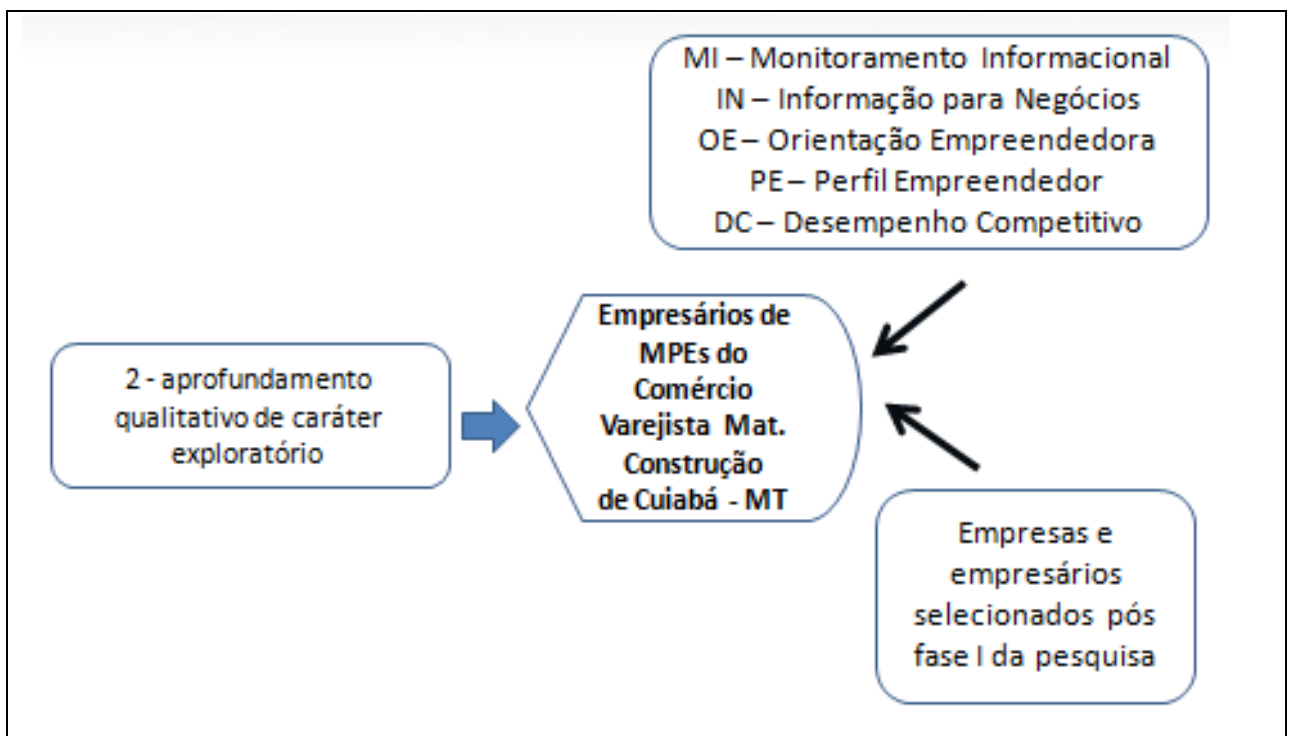 MI – Monitoramento Informacional
IN – Informação para Negócios
OE – Orientação Empreendedora
PE – Perfil Empreendedor
DC – Desempenho Competitivo
2 - aprofundamento
qualitativo de caráter
exploratório
Empresários de
MPEs do
Comércio
Varejista Mat.
Construção
de Cuiabá - MT
Empresas e
empresários
selecionados pós
fase I da pesquisa